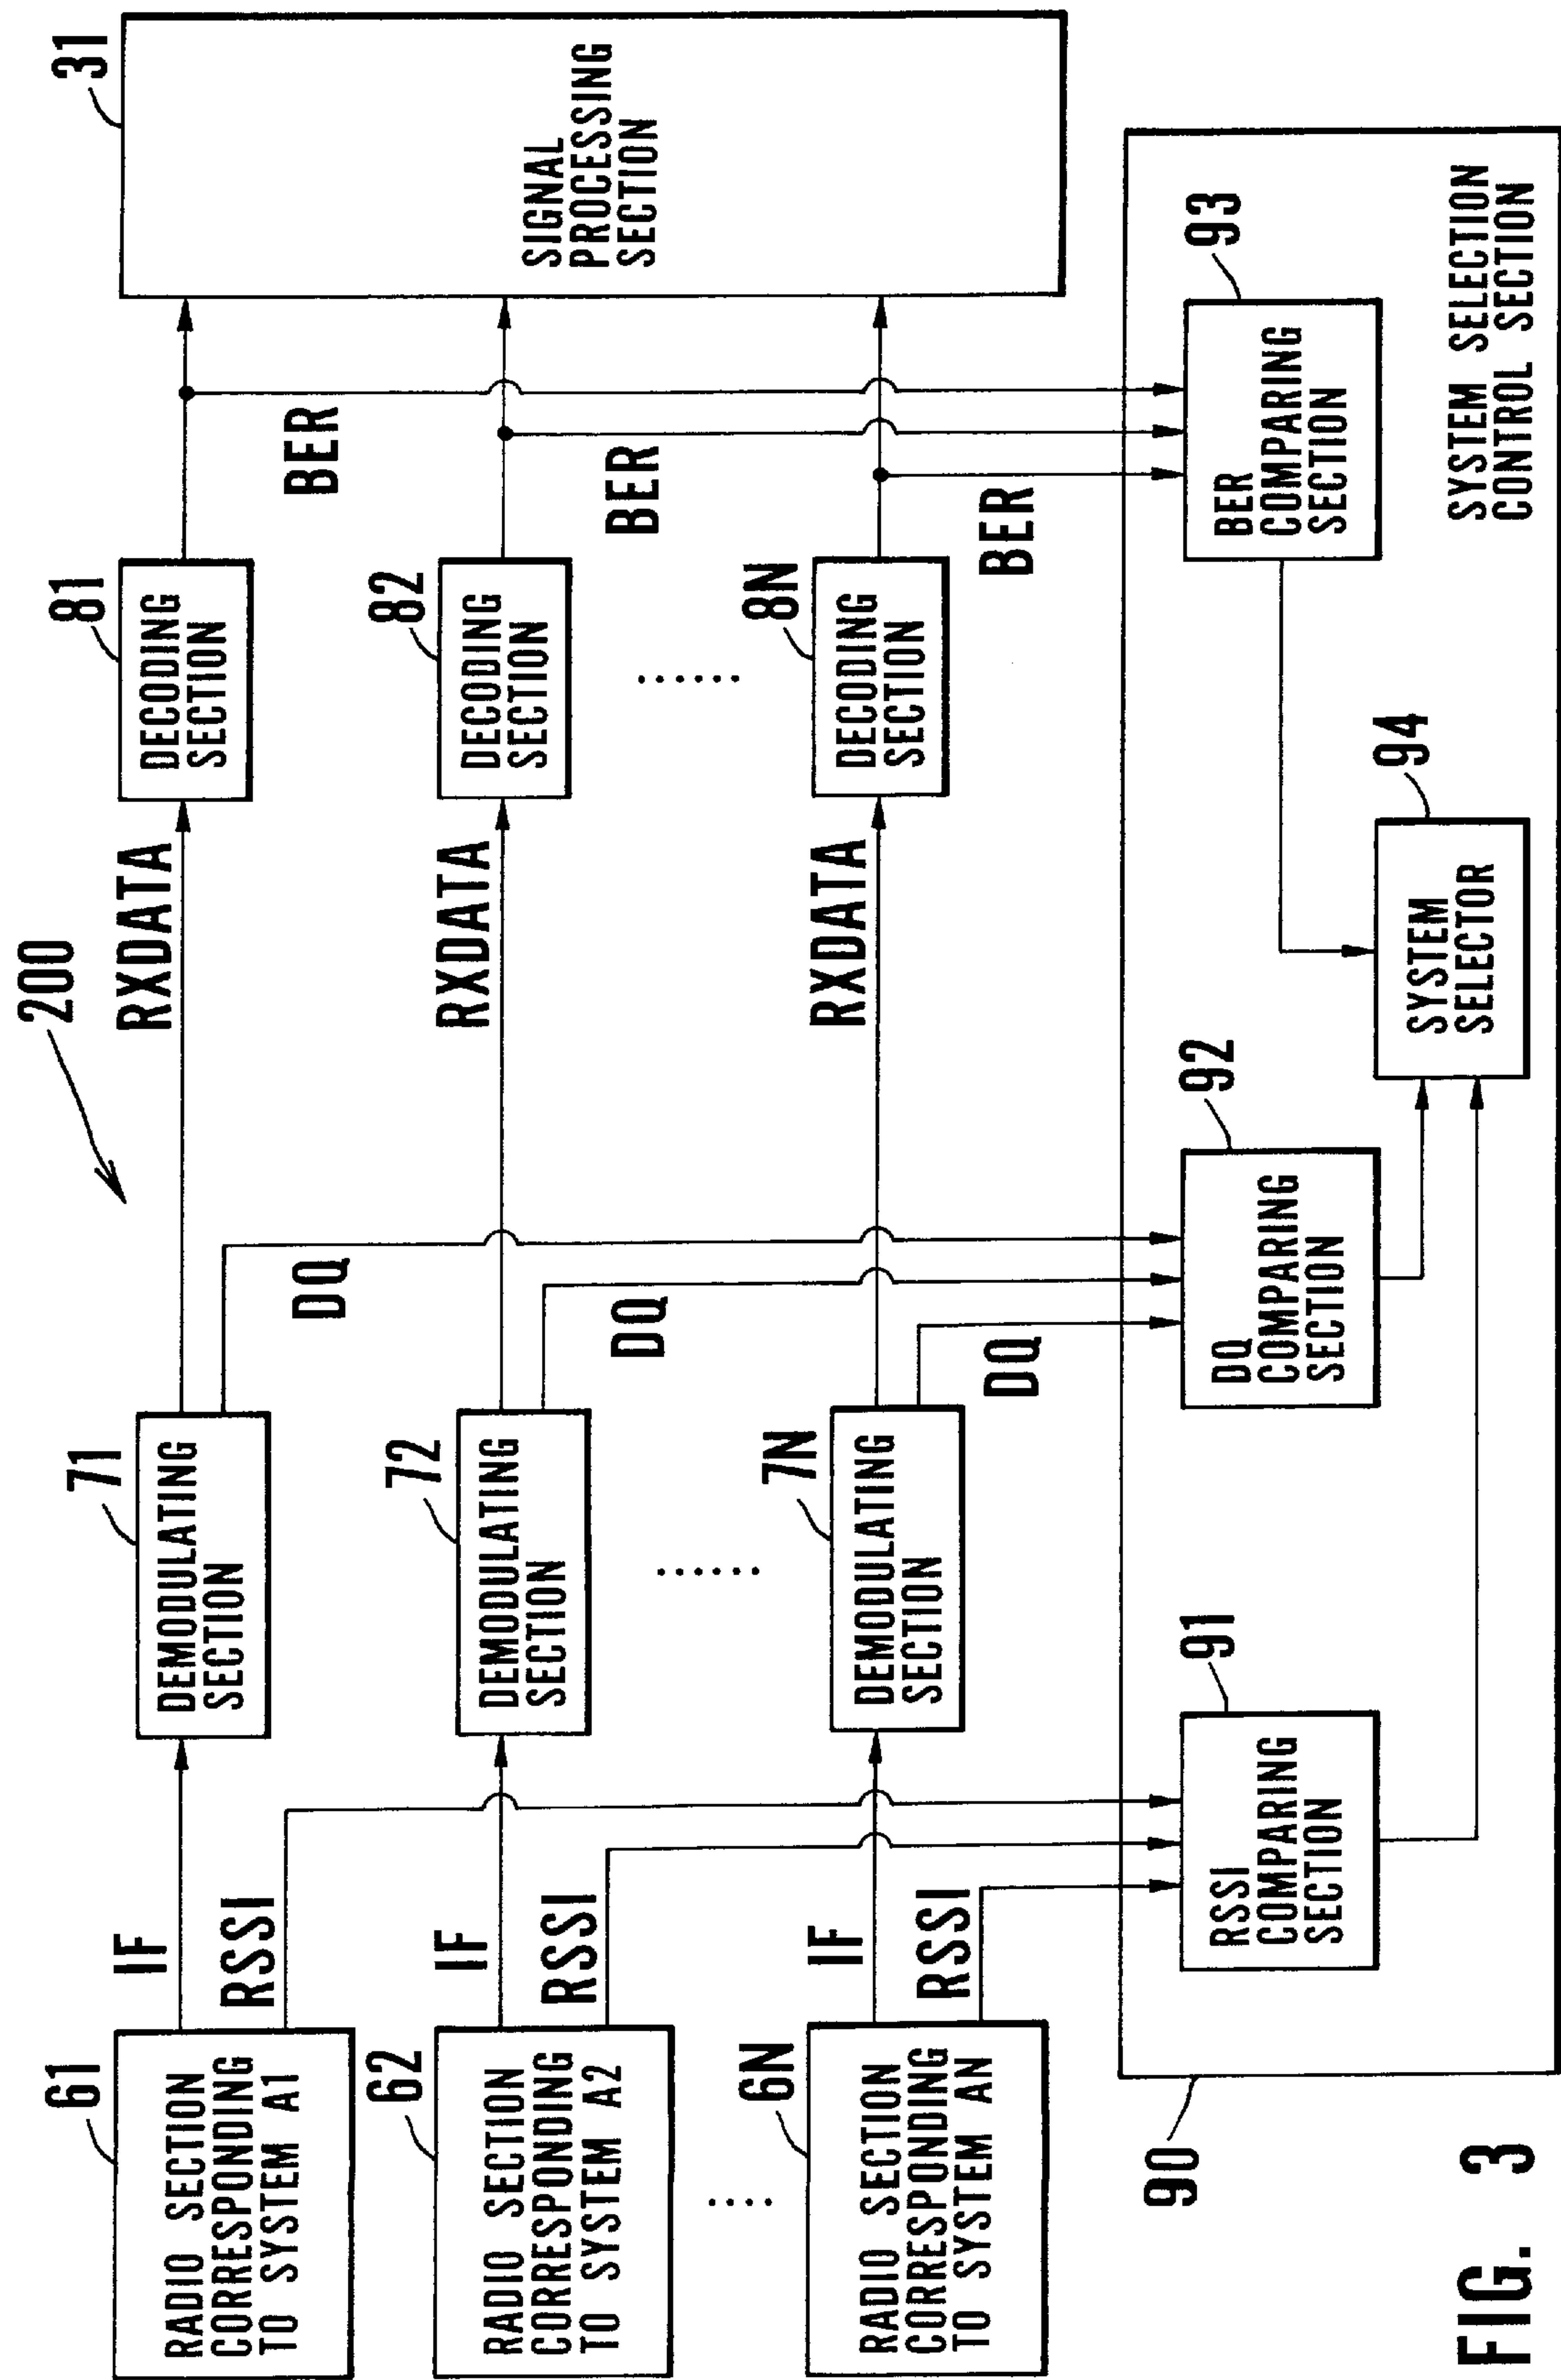 200
61
RADIO SECTION
CORRESPONDING
TO SYSTEM A1
IF
RSSI
71
DEMODULATING
SECTION
DQ
RXDATA
81
DECODING
SECTION
BER
31
SIGNAL
PROCESSING
SECTION
62
RADIO SECTION
CORRESPONDING
TO SYSTEM A2
IF
RSSI
72
DEMODULATING
SECTION
DQ
RXDATA
82
DECODING
SECTION
BER
......
......
......
6N
RADIO SECTION
CORRESPONDING
TO SYSTEM AN
IF
RSSI
7N
DEMODULATING
SECTION
DQ
RXDATA
8N
DECODING
SECTION
BER
90
91
RSSI
COMPARING
SECTION
92
DQ
COMPARING
SECTION
93
BER
COMPARING
SECTION
94
SYSTEM
SELECTOR
SYSTEM SELECTION
CONTROL SECTION
FIG. 3